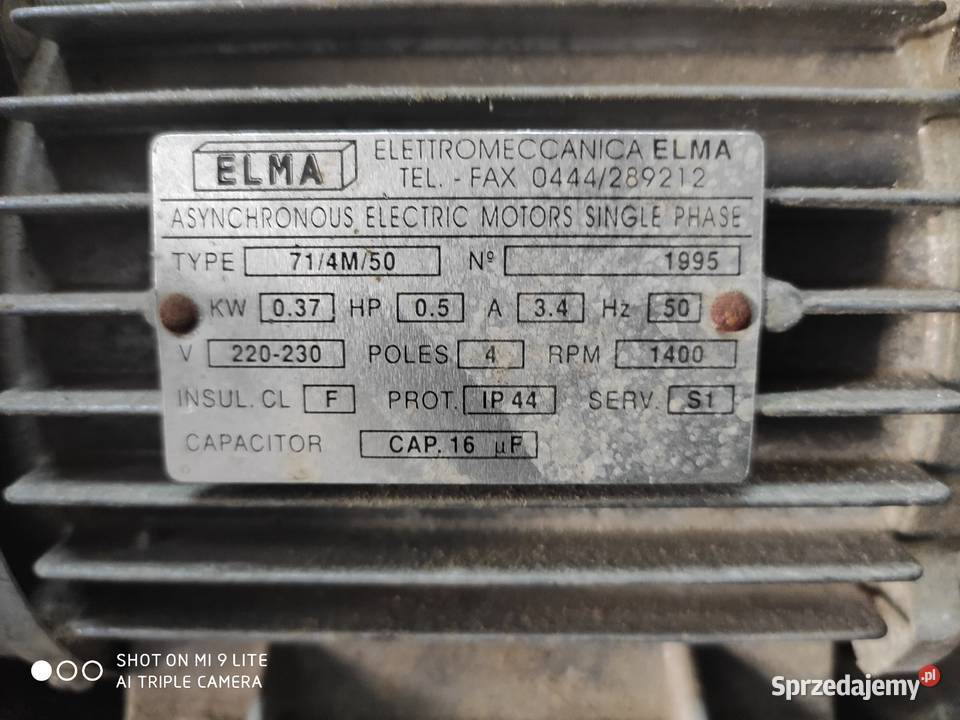 ELMA
ELETTROMECCANICA ELMA
TEL. - FAX 0444/289212
ASYNCHRONOUS ELECTRIC MOTORS SINGLE PHASE
TYPE 71/4M/50 Nº 1995
KW 0.37 HP 0.5 A 3.4 Hz 50
V 220-230 POLES 4 RPM 1400
INSUL. CL F PROT. IP 44 SERV. S1
CAPACITOR CAP. 16 µF
SHOT ON MI 9 LITE
AI TRIPLE CAMERA
Sprzedajemy.pl